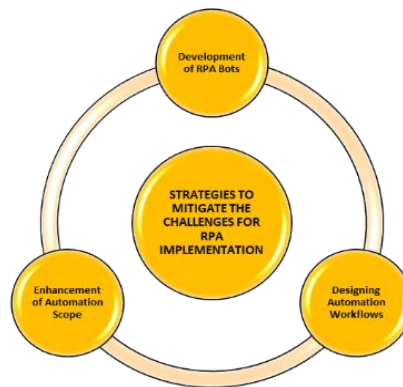 Development
of RPA Bots
STRATEGIES TO
MITIGATE THE
CHALLENGES FOR
RPA
IMPLEMENTATION
Enhancement
of Automation
Scope
Designing
Automation
Workflows